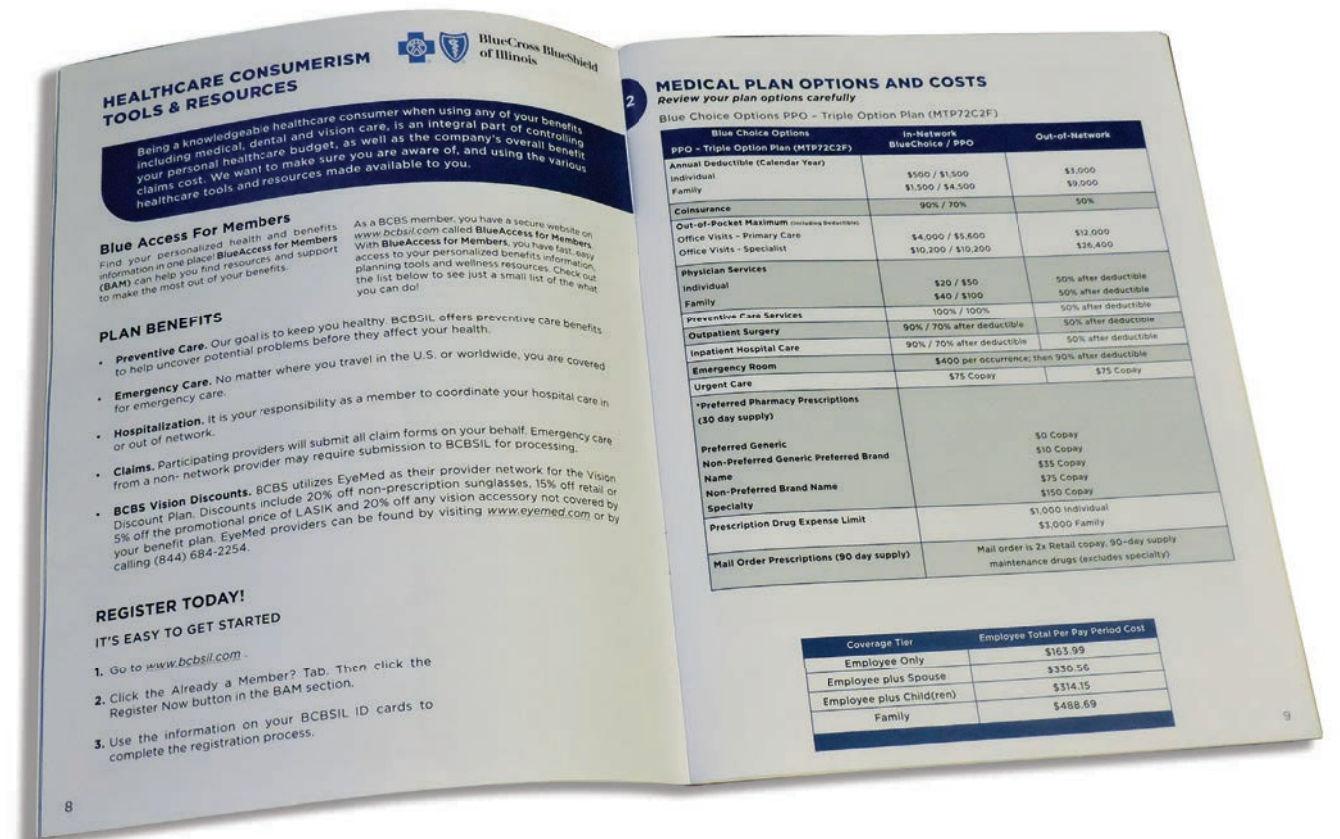 HEALTHCARE CONSUMERISM
TOOLS & RESOURCES
BlueCross BlueShield
of Illinois
Being a knowledgeable healthcare consumer when using any of your benefits
including medical, dental and vision care, is an integral part of controlling
your personal healthcare budget, as well as the company's overall benefit
claims cost. We want to make sure you are aware of, and using the various
healthcare tools and resources made available to you.
Blue Access For Members
Find your personalized health and benefits
information in one place! BlueAccess for Members
(BAM) can help you find resources and support
to make the most out of your benefits.
As a BCBS member, you have a secure website on
www.bcbsil.com called BlueAccess for Members.
With BlueAccess for Members, you have fast, easy
access to your personalized benefits information,
planning tools and wellness resources. Check out
the list below to see just a small list of the what
you can do!
PLAN BENEFITS
• Preventive Care. Our goal is to keep you healthy. BCBSIL offers preventive care benefits
to help uncover potential problems before they affect your health.
• Emergency Care. No matter where you travel in the U.S. or worldwide, you are covered
for emergency care.
• Hospitalization. It is your responsibility as a member to coordinate your hospital care in
or out of network.
• Claims. Participating providers will submit all claim forms on your behalf. Emergency care
from a non- network provider may require submission to BCBSIL for processing.
• BCBS Vision Discounts. BCBS utilizes EyeMed as their provider network for the Vision
Discount Plan. Discounts include 20% off non-prescription sunglasses, 15% off retail or
5% off the promotional price of LASIK and 20% off any vision accessory not covered by
your benefit plan. EyeMed providers can be found by visiting www.eyemed.com or by
calling (844) 684-2254.
REGISTER TODAY!
IT'S EASY TO GET STARTED
1. Go to www.bcbsil.com .
2. Click the Already a Member? Tab. Then click the
Register Now button in the BAM section.
3. Use the information on your BCBSIL ID cards to
complete the registration process.
8
2
MEDICAL PLAN OPTIONS AND COSTS
Review your plan options carefully
Blue Choice Options PPO – Triple Option Plan (MTP72C2F)
Blue Choice Options In-Network Out-of-Network
PPO – Triple Option Plan (MTP72C2F) BlueChoice / PPO
Annual Deductible (Calendar Year)
Individual $500 / $1,500 $3,000
Family $1,500 / $4,500 $9,000
Coinsurance 90% / 70% 50%
Out-of-Pocket Maximum (Including Deductible)
Office Visits – Primary Care $4,000 / $5,600 $12,000
Office Visits - Specialist $10,200 / $10,200 $26,400
Physician Services
Individual $20 / $50 50% after deductible
Family $40 / $100 50% after deductible
Preventive Care Services 100% / 100% 50% after deductible
Outpatient Surgery 90% / 70% after deductible 50% after deductible
Inpatient Hospital Care 90% / 70% after deductible 50% after deductible
Emergency Room $400 per occurrence; then 90% after deductible
Urgent Care $75 Copay $75 Copay
*Preferred Pharmacy Prescriptions
(30 day supply)
Preferred Generic $0 Copay
Non-Preferred Generic Preferred Brand $10 Copay
Name $35 Copay
Non-Preferred Brand Name $75 Copay
Specialty $150 Copay
Prescription Drug Expense Limit $1,000 Individual
$3,000 Family
Mail Order Prescriptions (90 day supply) Mail order is 2x Retail copay, 90–day supply
maintenance drugs (excludes specialty)
Coverage Tier Employee Total Per Pay Period Cost
Employee Only $163.99
Employee plus Spouse $330.56
Employee plus Child(ren) $314.15
Family $488.69
9